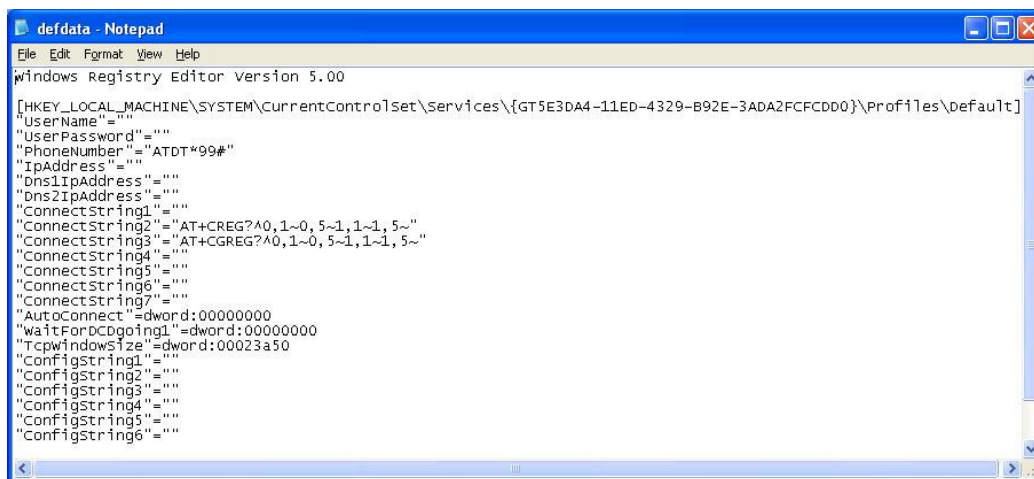 defdata - Notepad
File Edit Format View Help
Windows Registry Editor Version 5.00
[HKEY_LOCAL_MACHINE\SYSTEM\CurrentControlSet\Services\{GT5E3DA4-11ED-4329-B92E-3ADA2FCFCDD0}\Profiles\Default]
"UserName"=""
"UserPassword"=""
"PhoneNumber"="ATDT*99#"
"IpAddress"=""
"Dns1IpAddress"=""
"Dns2IpAddress"=""
"ConnectString1"=""
"ConnectString2"="AT+CREG?^0,1~0,5~1,1~1,5~"
"ConnectString3"="AT+CGREG?^0,1~0,5~1,1~1,5~"
"ConnectString4"=""
"ConnectString5"=""
"ConnectString6"=""
"ConnectString7"=""
"AutoConnect"=dword:00000000
"WaitForDCDgoing1"=dword:00000000
"TcpWindowSize"=dword:00023a50
"ConfigString1"=""
"ConfigString2"=""
"ConfigString3"=""
"ConfigString4"=""
"ConfigString5"=""
"ConfigString6"=""